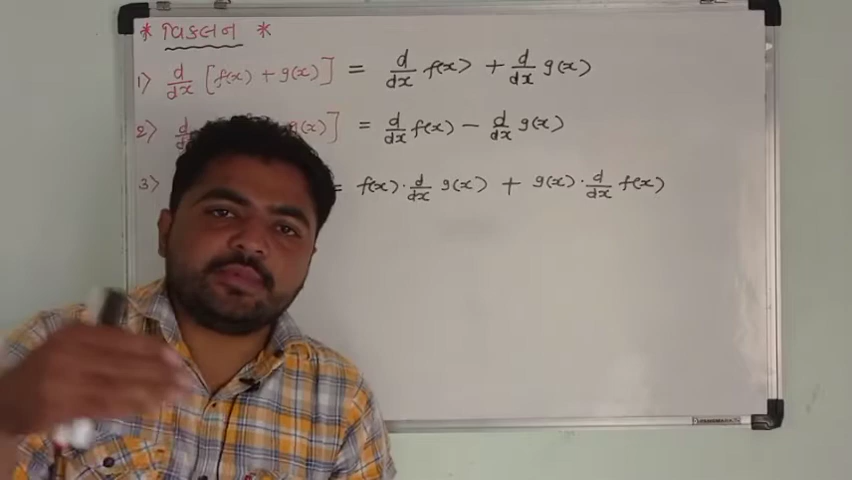 * વિકલન *
1) d/dx [f(x) + g(x)] = d/dx f(x) + d/dx g(x)
2) d/dx g(x)] = d/dx f(x) - d/dx g(x)
3) = f(x) · d/dx g(x) + g(x) · d/dx f(x)